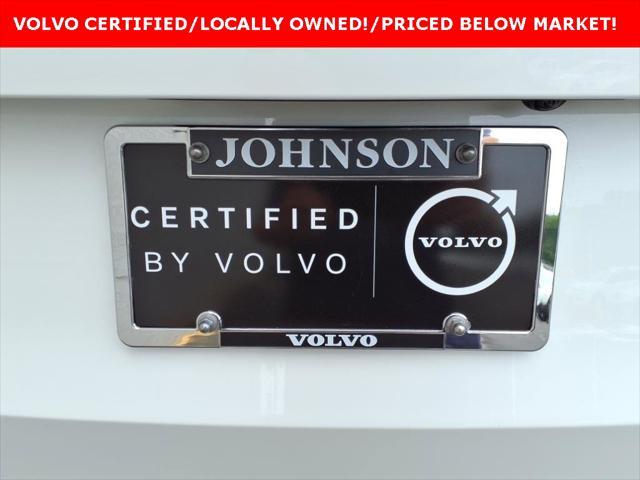 VOLVO CERTIFIED/LOCALLY OWNED!/PRICED BELOW MARKET!
JOHNSON
CERTIFIED
BY VOLVO
VOLVO
VOLVO